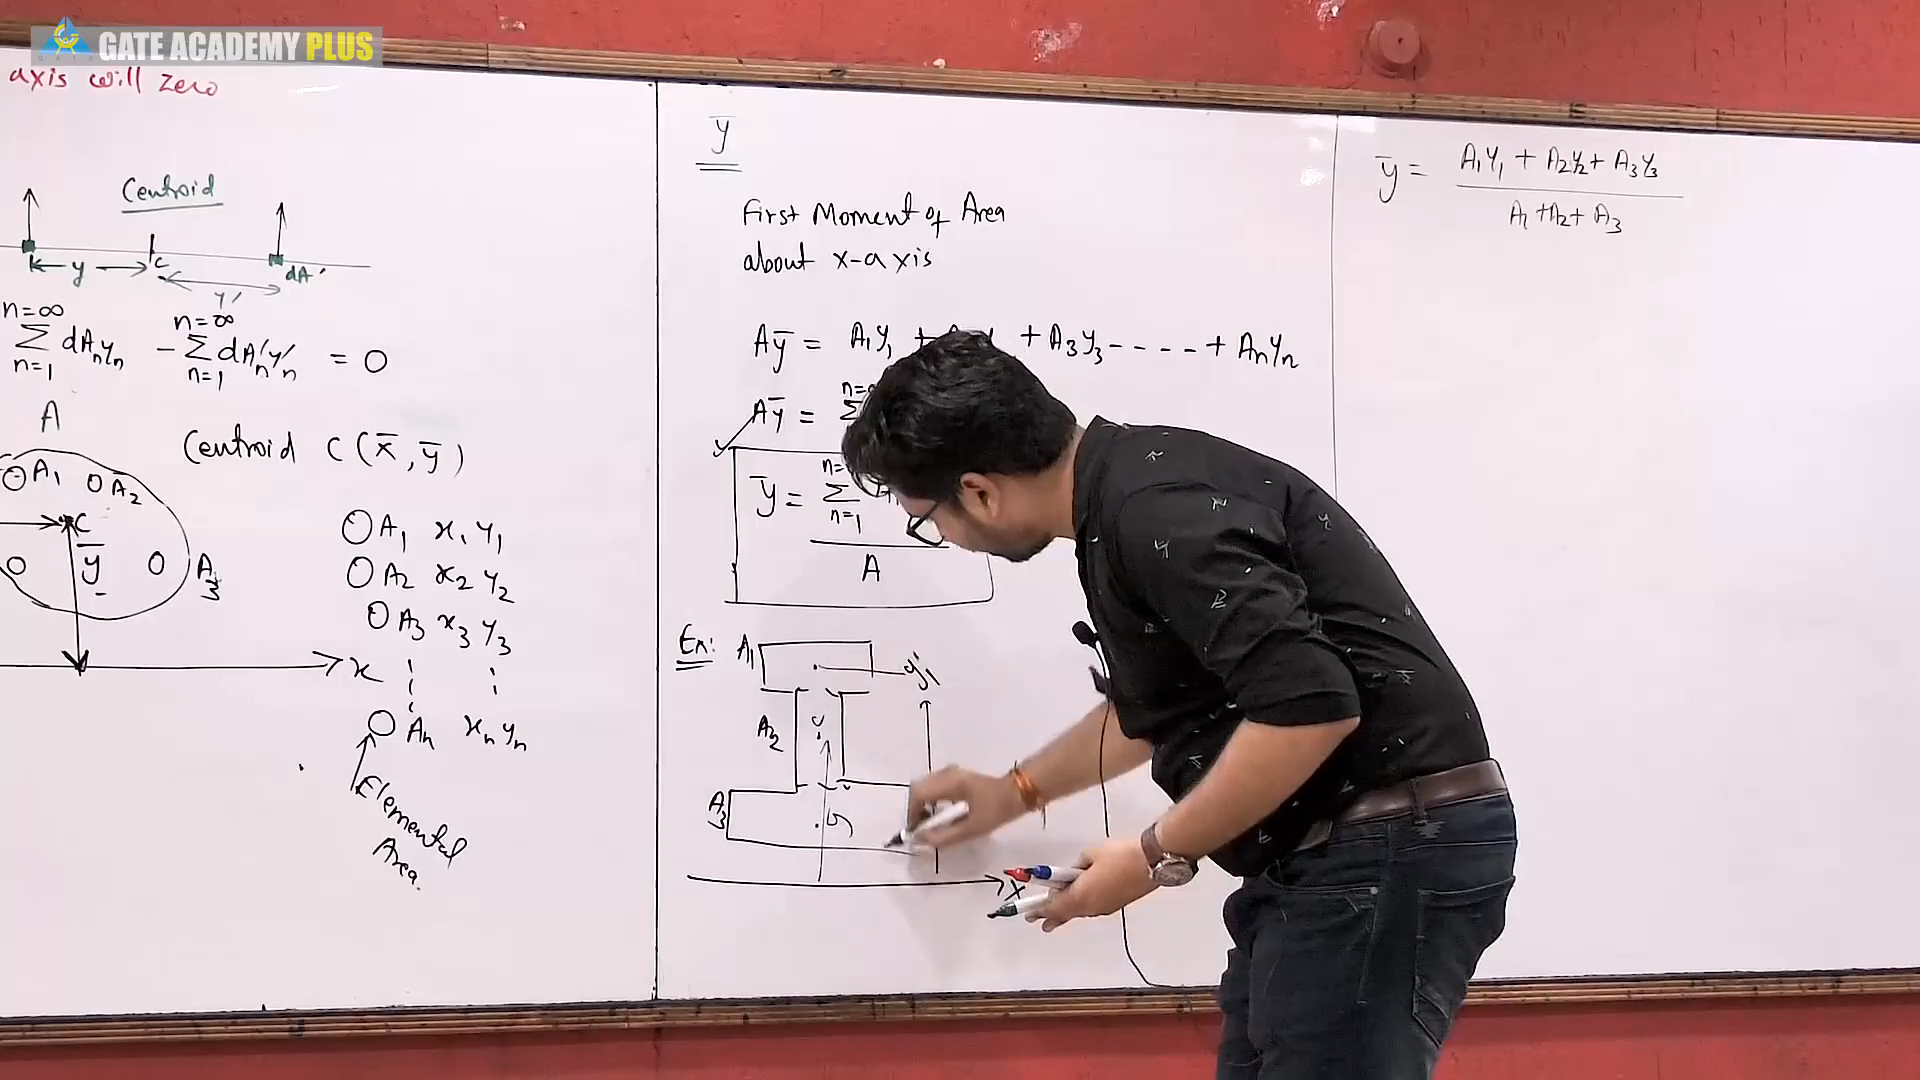 GATE ACADEMY PLUS
axis will zero
Centroid
y
C
dA'
y'
n=∞
n=∞
Σ dAnyn - Σ dA'ny'n = 0
n=1
n=1
A
Centroid C (x̄, ȳ)
A1
A2
C
ȳ
A3
x
A1 x1 y1
A2 x2 y2
A3 x3 y3
An xn yn
Elemental
Area
ȳ
First Moment of Area
about x-axis
Aȳ = A1y1 + A3y3 ---- + Anyn
Aȳ = Σ
ȳ = Σ
n=1
A
Ex:
A1
y1
A2
A3
x
ȳ = A1y1 + A2y2 + A3y3
A1 + A2 + A3